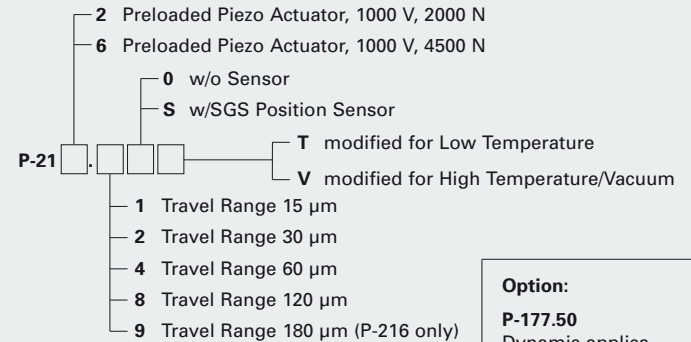 2 Preloaded Piezo Actuator, 1000 V, 2000 N
6 Preloaded Piezo Actuator, 1000 V, 4500 N
0 w/o Sensor
S w/SGS Position Sensor
T modified for Low Temperature
P-21 .
V modified for High Temperature/Vacuum
1 Travel Range 15 µm
2 Travel Range 30 µm
4 Travel Range 60 µm
8 Travel Range 120 µm
9 Travel Range 180 µm (P-216 only)
Option:
P-177.50
Dynamic applica